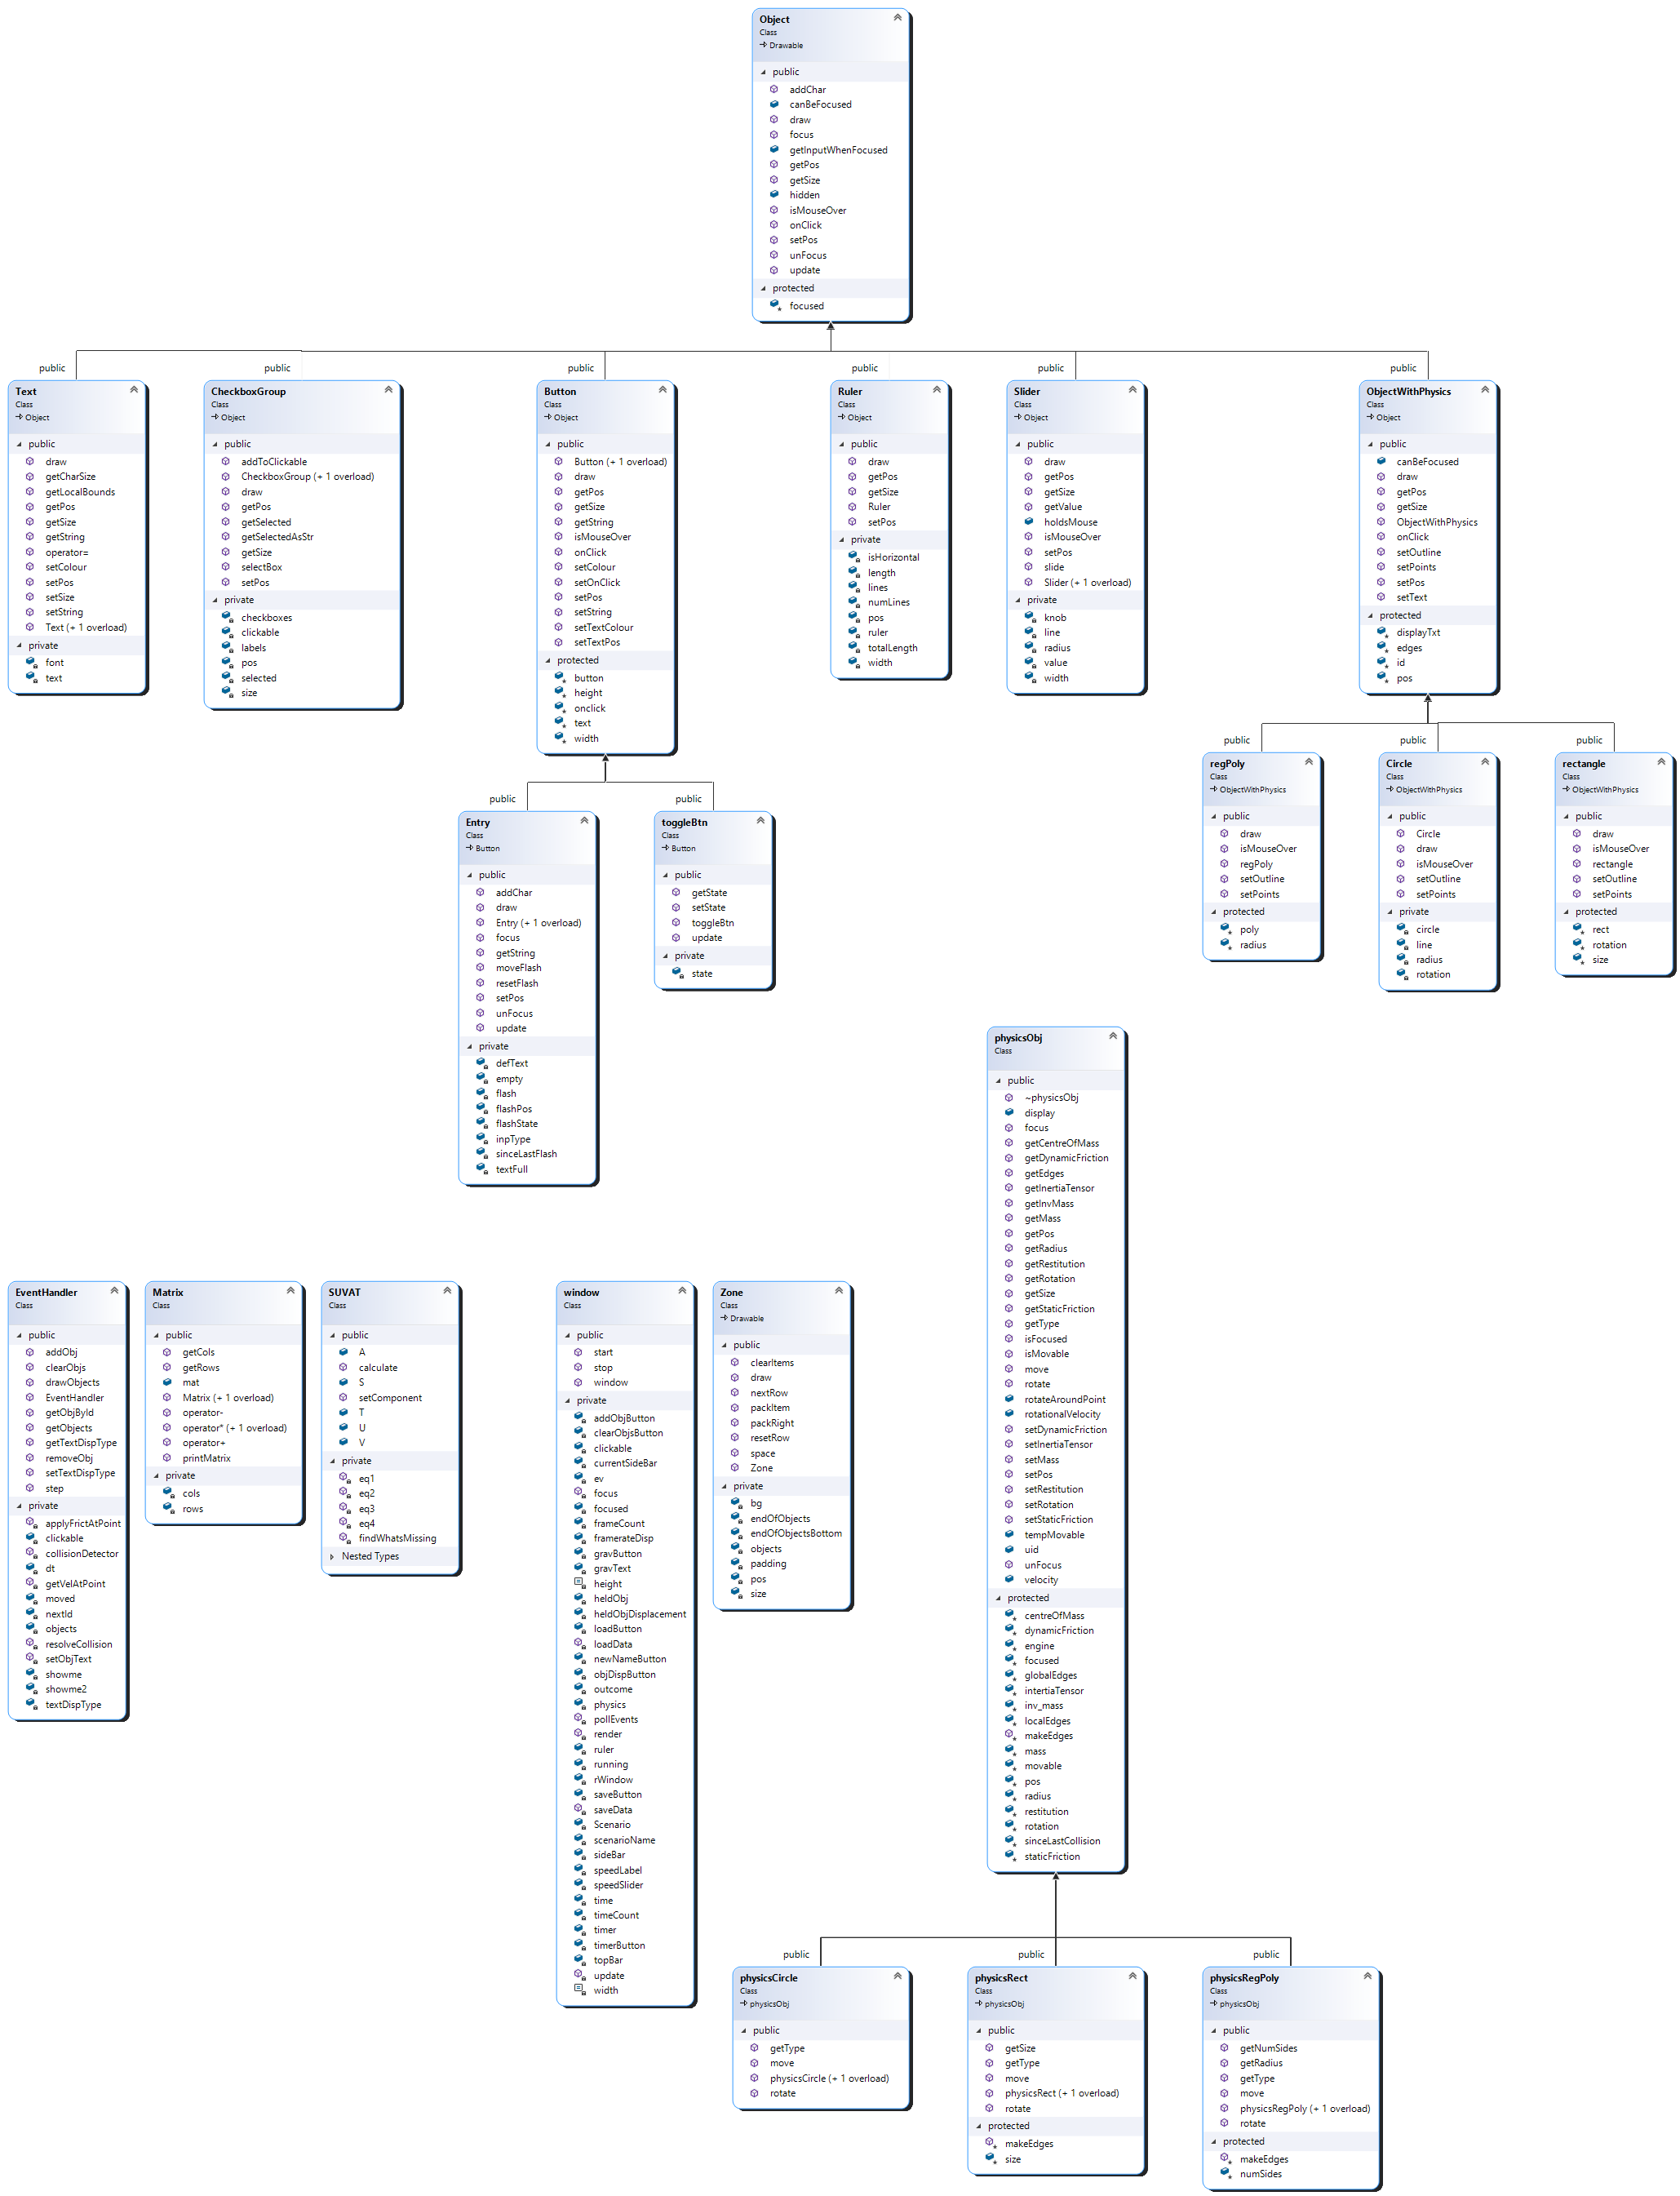 Object
Class
Drawable
public
addChar
canBeFocused
draw
focus
getInputWhenFocused
getPos
getSize
hidden
isMouseOver
onClick
setPos
unFocus
update
protected
focused
public
Text
Class
Object
public
draw
getCharSize
getLocalBounds
getPos
getSize
getString
operator=
setColour
setPos
setSize
setString
Text (+ 1 overload)
private
font
text
public
CheckboxGroup
Class
Object
public
addToClickable
CheckboxGroup (+ 1 overload)
draw
getPos
getSelected
getSelectedAsStr
getSize
selectBox
setPos
private
checkboxes
clickable
labels
pos
selected
size
public
Button
Class
Object
public
Button (+ 1 overload)
draw
getPos
getSize
getString
isMouseOver
onClick
setColour
setOnClick
setPos
setString
setTextColour
setTextPos
protected
button
height
onclick
text
width
public
Ruler
Class
Object
public
draw
getPos
getSize
Ruler
setPos
private
isHorizontal
length
lines
numLines
pos
ruler
totalLength
width
public
Slider
Class
Object
public
draw
getPos
getSize
getValue
holdsMouse
isMouseOver
setPos
slide
Slider (+ 1 overload)
private
knob
line
radius
value
width
public
ObjectWithPhysics
Class
Object
public
canBeFocused
draw
getPos
getSize
ObjectWithPhysics
onClick
setOutline
setPoints
setPos
setText
protected
displayTxt
edges
id
pos
public
Entry
Class
Button
public
addChar
draw
Entry (+ 1 overload)
focus
getString
moveFlash
resetFlash
setPos
unFocus
update
private
defText
empty
flash
flashPos
flashState
inpType
sinceLastFlash
textFull
public
toggleBtn
Class
Button
public
getState
setState
toggleBtn
update
private
state
public
regPoly
Class
ObjectWithPhysics
public
draw
isMouseOver
regPoly
setOutline
setPoints
protected
poly
radius
public
Circle
Class
ObjectWithPhysics
public
Circle
draw
isMouseOver
setOutline
setPoints
private
circle
line
radius
rotation
public
rectangle
Class
ObjectWithPhysics
public
draw
isMouseOver
rectangle
setOutline
setPoints
protected
rect
rotation
size
physicsObj
Class
public
~physicsObj
display
focus
getCentreOfMass
getDynamicFriction
getEdges
getInertiaTensor
getInvMass
getMass
getPos
getRadius
getRestitution
getRotation
getSize
getStaticFriction
getType
isFocused
isMovable
move
rotate
rotateAroundPoint
rotationalVelocity
setDynamicFriction
setInertiaTensor
setMass
setPos
setRestitution
setRotation
setStaticFriction
tempMovable
uid
unFocus
velocity
protected
centreOfMass
dynamicFriction
engine
focused
globalEdges
intertiaTensor
inv_mass
localEdges
makeEdges
mass
movable
pos
radius
restitution
rotation
sinceLastCollision
staticFriction
EventHandler
Class
public
addObj
clearObjs
drawObjects
EventHandler
getObjById
getObjects
getTextDispType
removeObj
setTextDispType
step
private
applyFrictAtPoint
clickable
collisionDetector
dt
getVelAtPoint
moved
nextId
objects
resolveCollision
setObjText
showme
showme2
textDispType
Matrix
Class
public
getCols
getRows
mat
Matrix (+ 1 overload)
operator-
operator* (+ 1 overload)
operator+
printMatrix
private
cols
rows
SUVAT
Class
public
A
calculate
S
setComponent
T
U
V
private
eq1
eq2
eq3
eq4
findWhatsMissing
Nested Types
window
Class
public
start
stop
window
private
addObjButton
clearObjsButton
clickable
currentSideBar
ev
focus
focused
frameCount
framerateDisp
gravButton
gravText
height
heldObj
heldObjDisplacement
loadButton
loadData
newNameButton
objDispButton
outcome
physics
pollEvents
render
ruler
running
rWindow
saveButton
saveData
Scenario
scenarioName
sideBar
speedLabel
speedSlider
time
timeCount
timer
timerButton
topBar
update
width
Zone
Class
Drawable
public
clearItems
draw
nextRow
packItem
packRight
resetRow
space
Zone
private
bg
endOfObjects
endOfObjectsBottom
objects
padding
pos
size
public
physicsCircle
Class
physicsObj
public
getType
move
physicsCircle (+ 1 overload)
rotate
public
physicsRect
Class
physicsObj
public
getSize
getType
move
physicsRect (+ 1 overload)
rotate
protected
makeEdges
size
public
physicsRegPoly
Class
physicsObj
public
getNumSides
getRadius
getType
move
physicsRegPoly (+ 1 overload)
rotate
protected
makeEdges
numSides